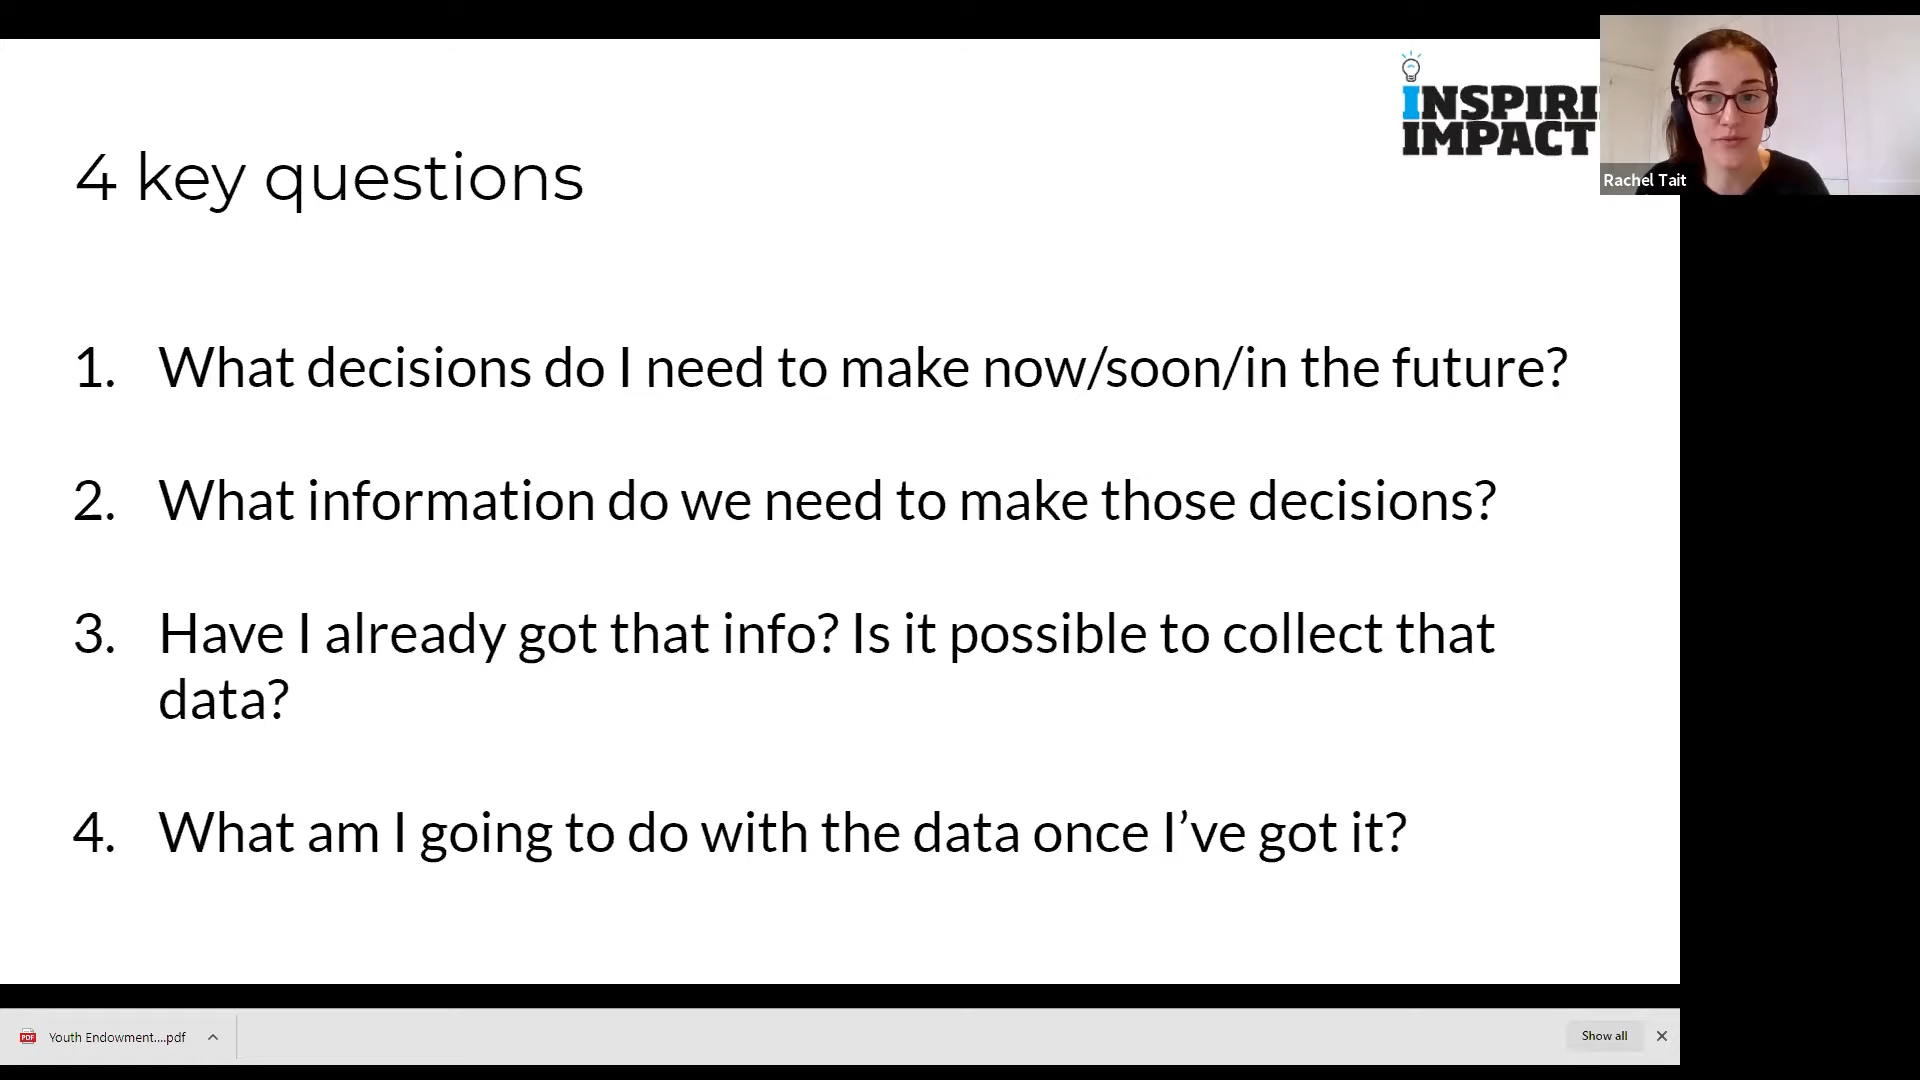 INSPIRI
IMPACT
Rachel Tait
4 key questions
1. What decisions do I need to make now/soon/in the future?
2. What information do we need to make those decisions?
3. Have I already got that info? Is it possible to collect that
data?
4. What am I going to do with the data once I’ve got it?
PDF
Youth Endowment....pdf
Show all